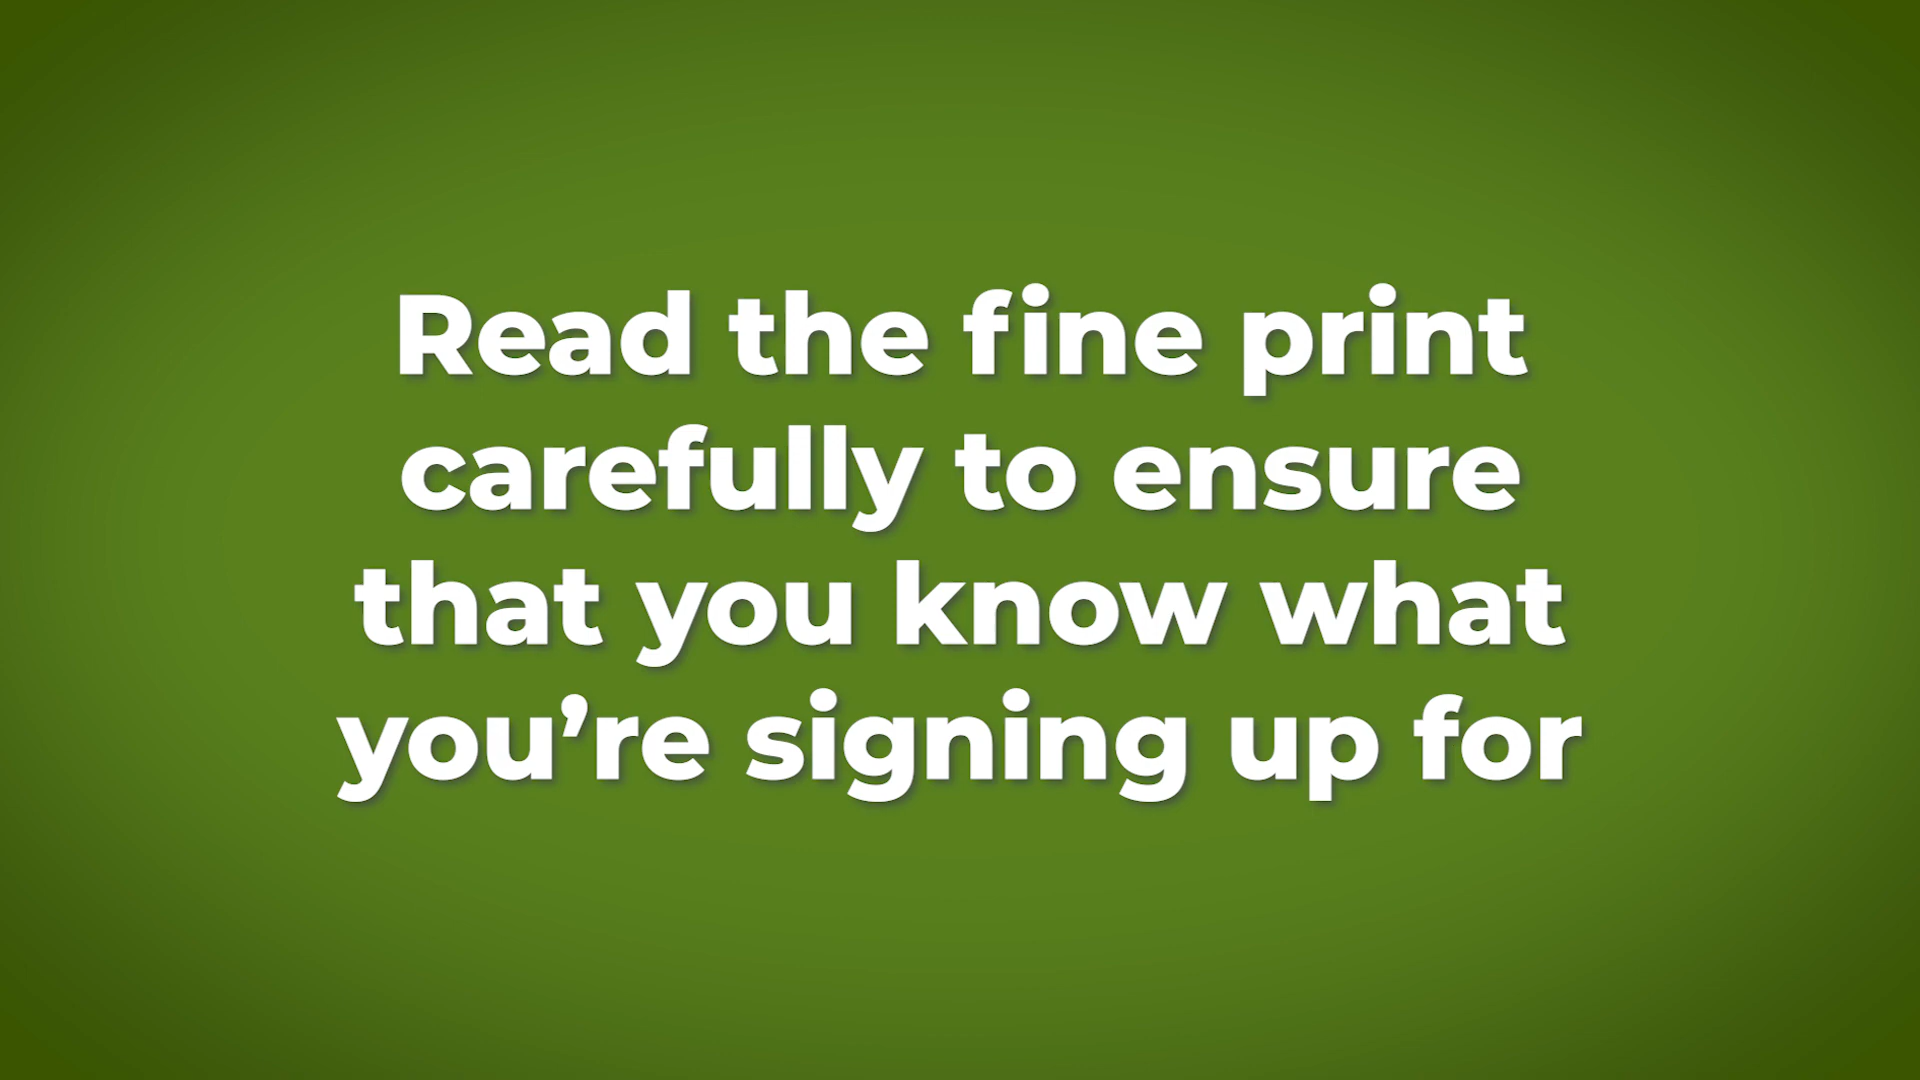 Read the fine print
carefully to ensure
that you know what
you’re signing up for